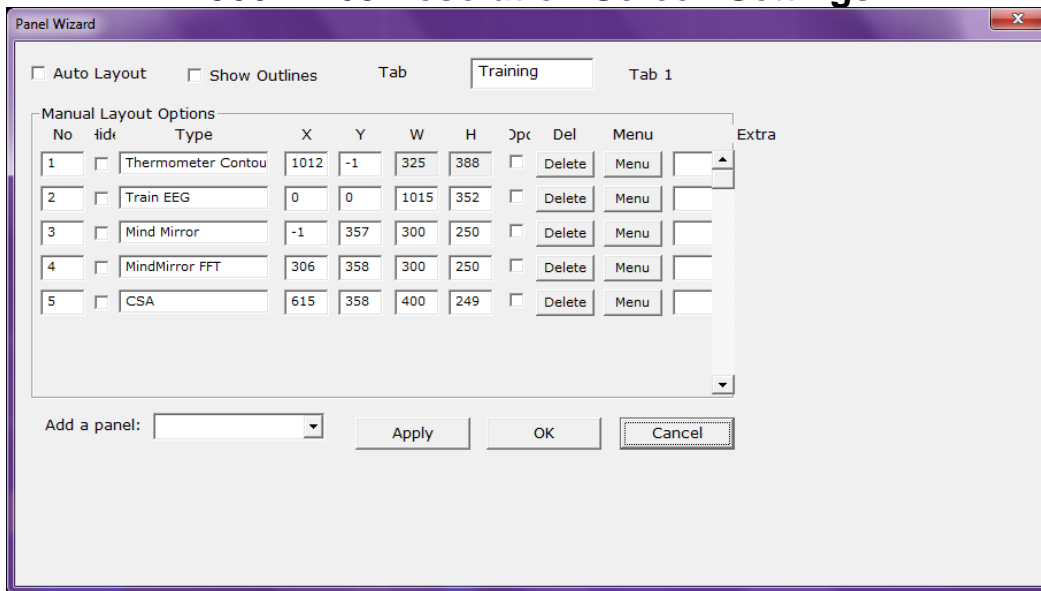 Panel Wizard
Auto Layout Show Outlines Tab Training Tab 1
Manual Layout Options
No Type X Y W H Del Menu Extra
1 Thermometer Contou 1012 -1 325 388 Delete Menu
2 Train EEG 0 0 1015 352 Delete Menu
3 Mind Mirror -1 357 300 250 Delete Menu
4 MindMirror FFT 306 358 300 250 Delete Menu
5 CSA 615 358 400 249 Delete Menu
Add a panel: Apply OK Cancel